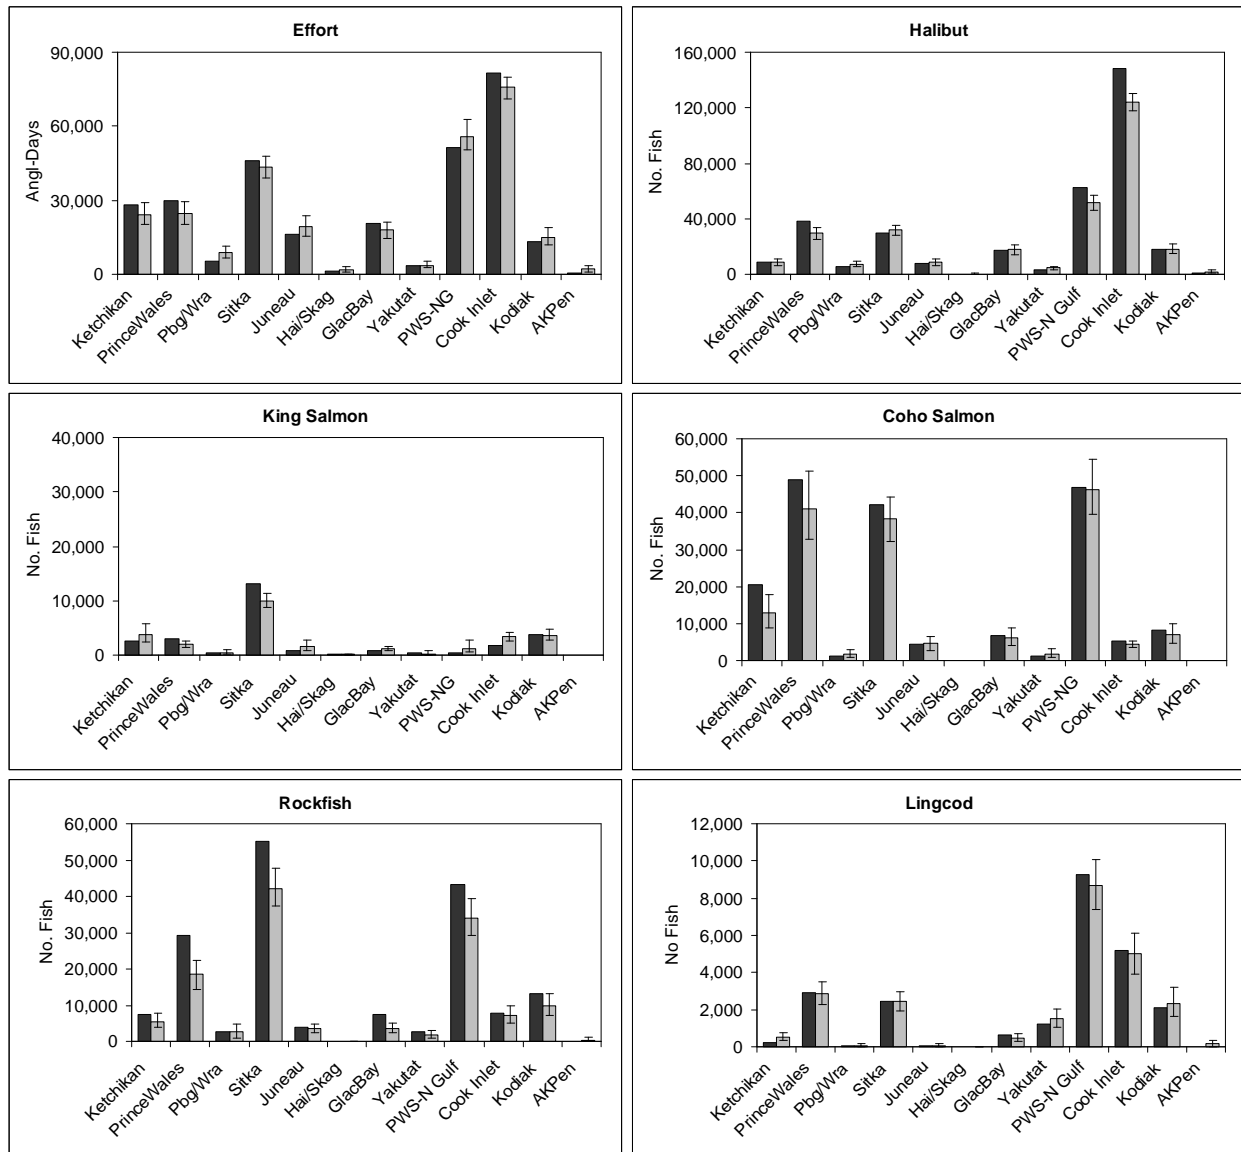 Effort
90,000
60,000
30,000
0
Angl-Days
Ketchikan
PrinceWales
Pbg/Wra
Sitka
Juneau
Hai/Skag
GlacBay
Yakutat
PWS-NG
Cook Inlet
Kodiak
AKPen
Halibut
160,000
120,000
80,000
40,000
0
No. Fish
Ketchikan
PrinceWales
Pbg/Wra
Sitka
Juneau
Hai/Skag
GlacBay
Yakutat
PWS-N Gulf
Cook Inlet
Kodiak
AKPen
King Salmon
40,000
30,000
20,000
10,000
0
No. Fish
Ketchikan
PrinceWales
Pbg/Wra
Sitka
Juneau
Hai/Skag
GlacBay
Yakutat
PWS-NG
Cook Inlet
Kodiak
AKPen
Coho Salmon
60,000
50,000
40,000
30,000
20,000
10,000
0
No. Fish
Ketchikan
PrinceWales
Pbg/Wra
Sitka
Juneau
Hai/Skag
GlacBay
Yakutat
PWS-NG
Cook Inlet
Kodiak
AKPen
Rockfish
60,000
50,000
40,000
30,000
20,000
10,000
0
No. Fish
Ketchikan
PrinceWales
Pbg/Wra
Sitka
Juneau
Hai/Skag
GlacBay
Yakutat
PWS-N Gulf
Cook Inlet
Kodiak
AKPen
Lingcod
12,000
10,000
8,000
6,000
4,000
2,000
0
No Fish
Ketchikan
PrinceWales
Pbg/Wra
Sitka
Juneau
Hai/Skag
GlacBay
Yakutat
PWS-N Gulf
Cook Inlet
Kodiak
AKPen